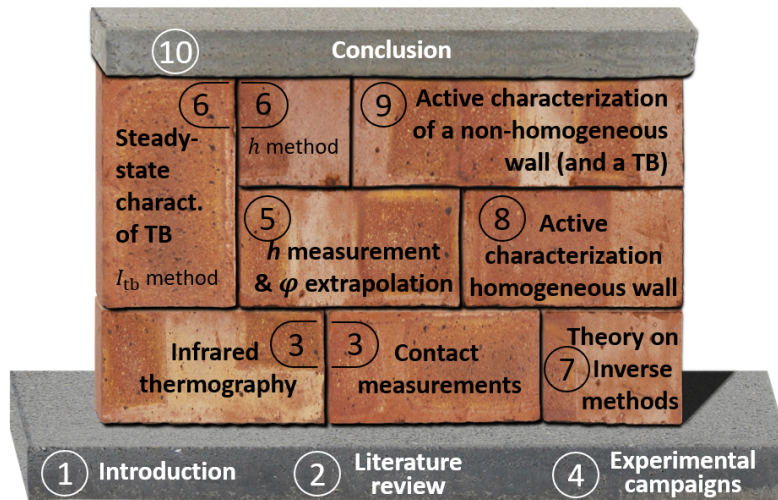 10 Conclusion
6
Steady-
state
charact.
of TB
I_tb method
6
h method
9 Active characterization
of a non-homogeneous
wall (and a TB)
5
h measurement
& φ extrapolation
8 Active
characterization
homogeneous wall
Infrared 3
thermography
3 Contact
measurements
Theory on
7 Inverse
methods
1 Introduction
2 Literature
review
4 Experimental
campaigns